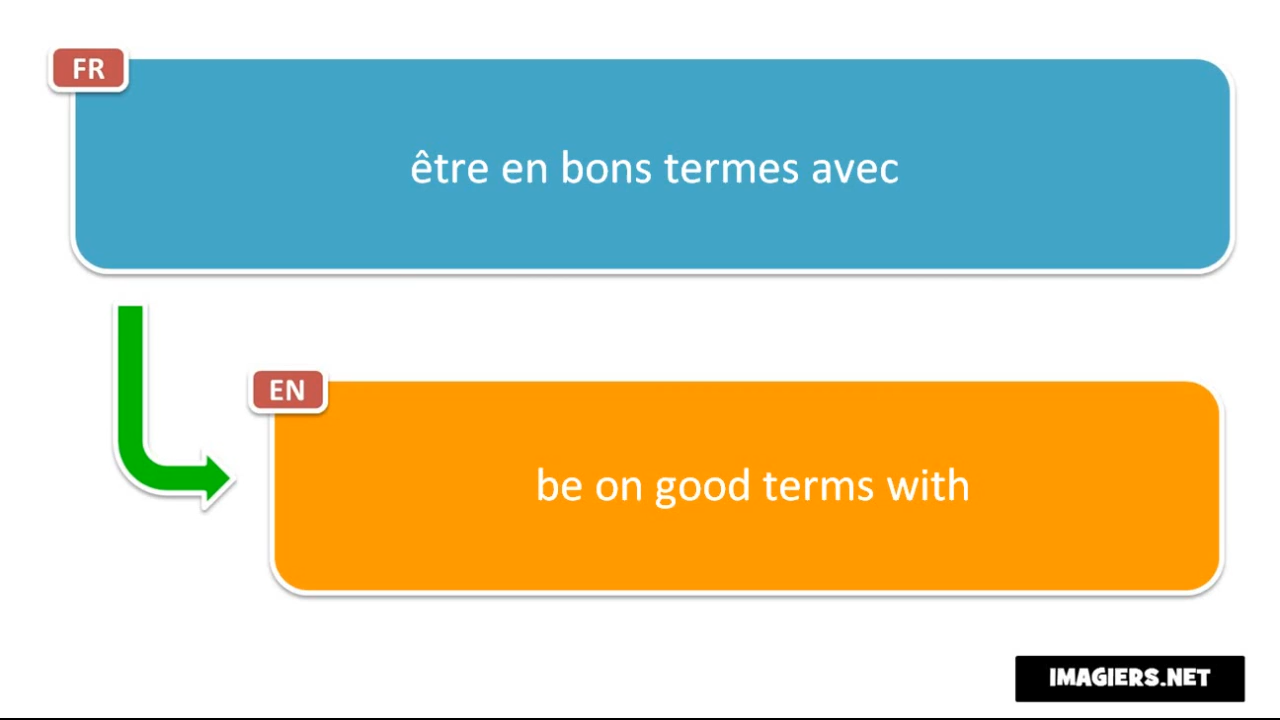 FR
être en bons termes avec
EN
be on good terms with
IMAGIERS.NET